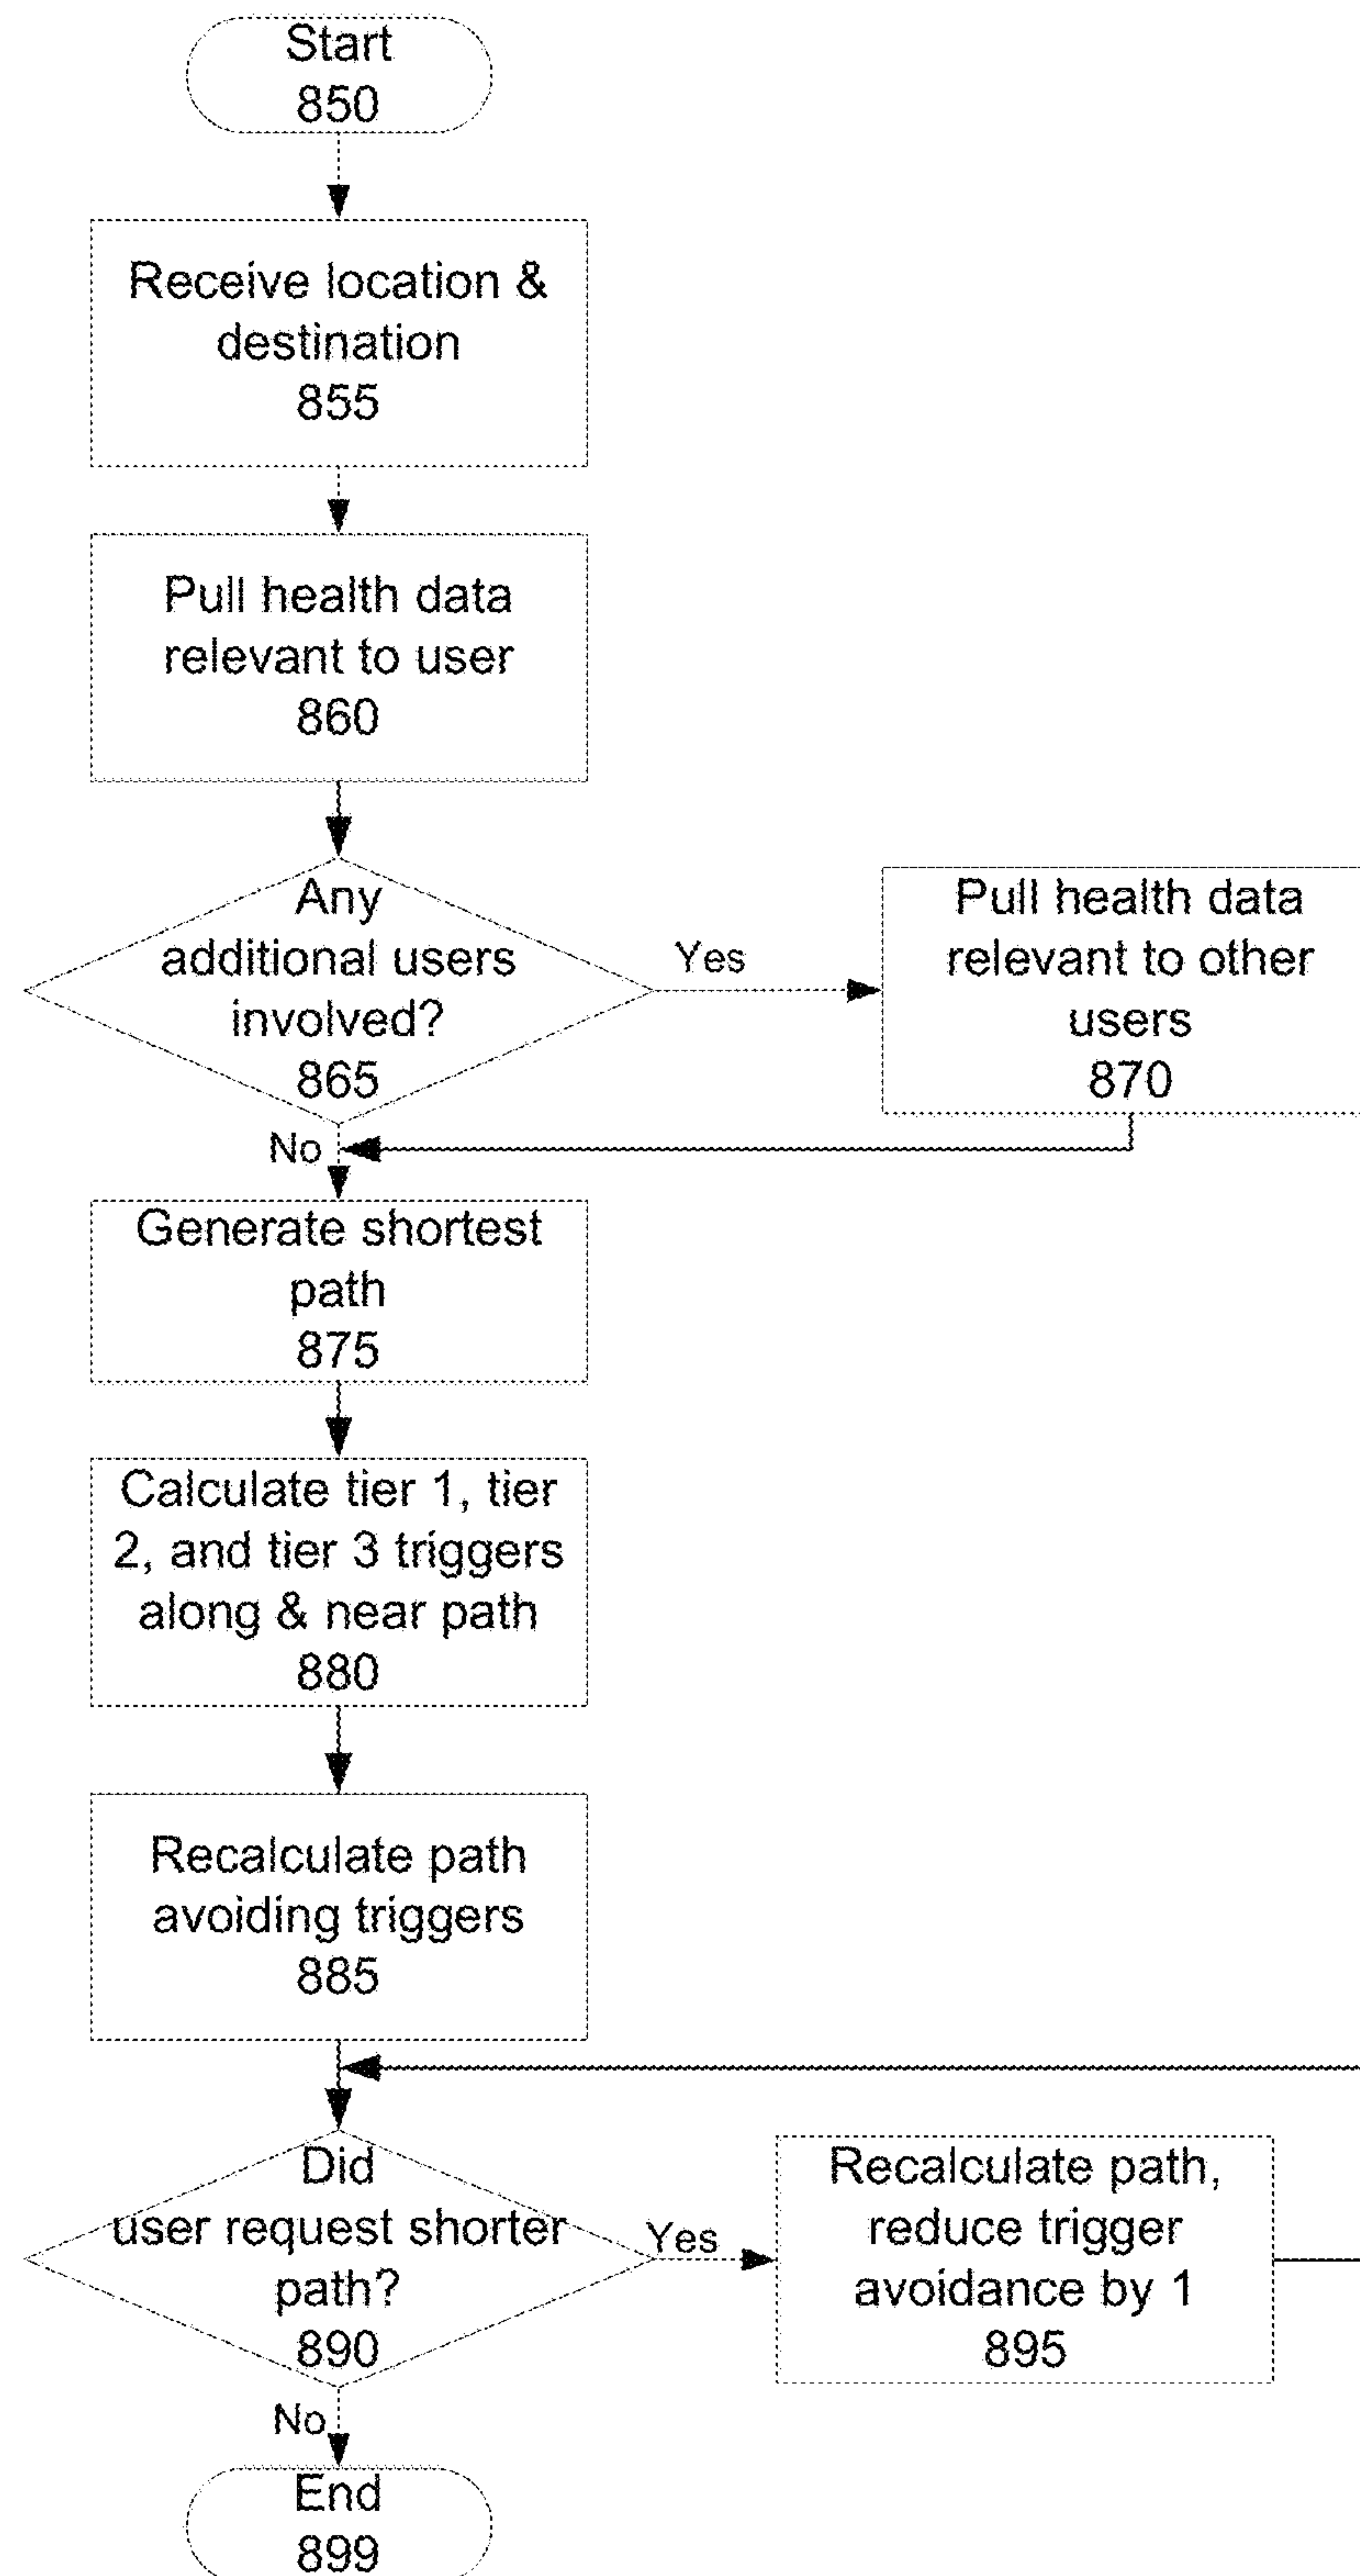 Start
850
Receive location &
destination
855
Pull health data
relevant to user
860
Any
additional users
involved?
865
Yes
Pull health data
relevant to other
users
870
No
Generate shortest
path
875
Calculate tier 1, tier
2, and tier 3 triggers
along & near path
880
Recalculate path
avoiding triggers
885
Did
user request shorter
path?
890
Yes
Recalculate path,
reduce trigger
avoidance by 1
895
No
End
899